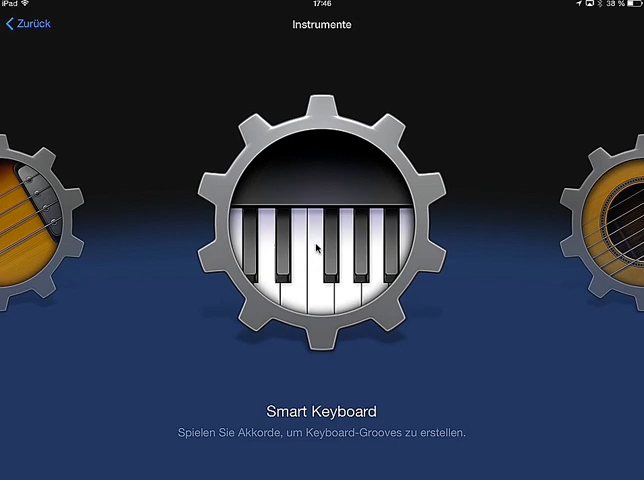 iPad 17:46 38 %
Zurück Instrumente
Smart Keyboard
Spielen Sie Akkorde, um Keyboard-Grooves zu erstellen.